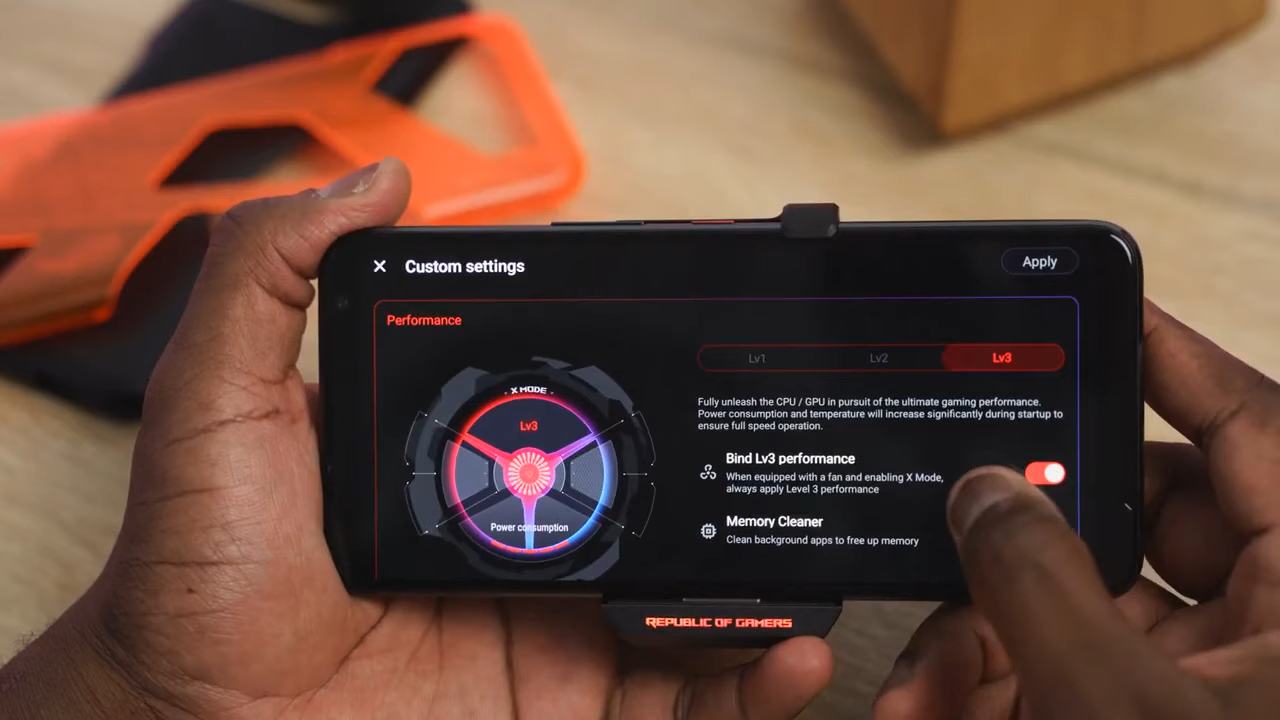 Custom settings
Apply
Performance
Lv1
Lv2
Lv3
X MODE
Lv3
Power consumption
Fully unleash the CPU / GPU in pursuit of the ultimate gaming performance.
Power consumption and temperature will increase significantly during startup to
ensure full speed operation.
Bind Lv3 performance
When equipped with a fan and enabling X Mode,
always apply Level 3 performance
Memory Cleaner
Clean background apps to free up memory
REPUBLIC OF GAMERS